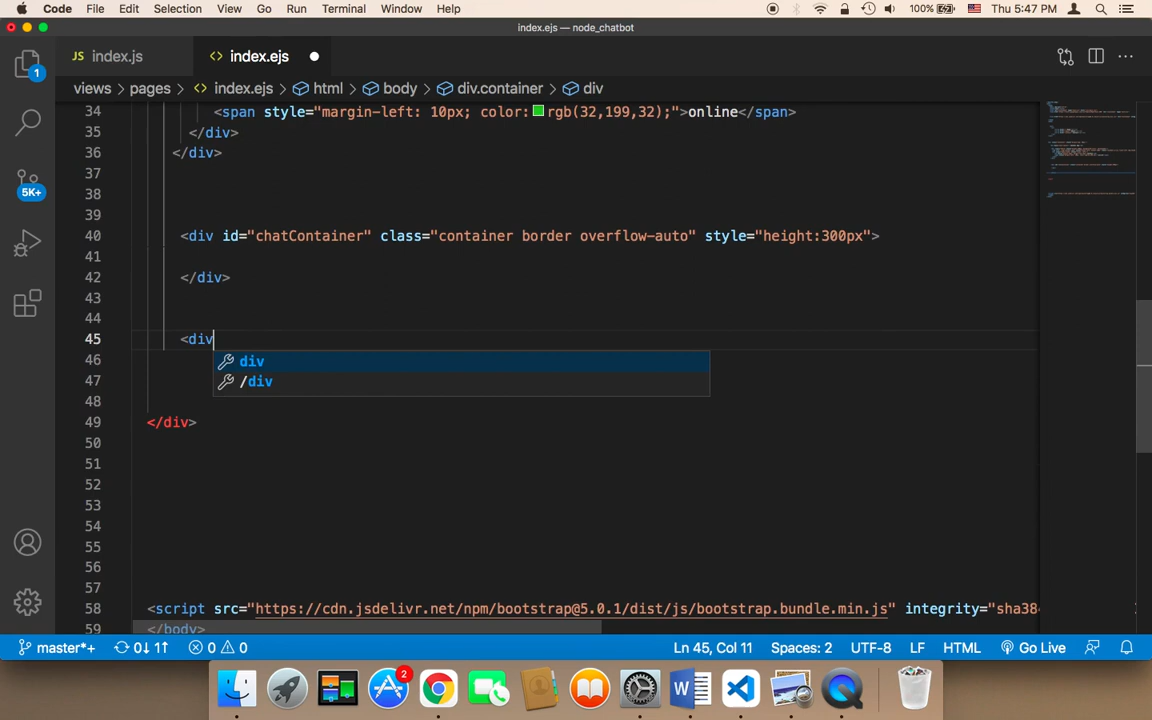 Code File Edit Selection View Go Run Terminal Window Help 100% Thu 5:47 PM
index.ejs — node_chatbot
JS index.js <> index.ejs
views > pages > <> index.ejs > html > body > div.container > div
1
5K+
34 <span style="margin-left: 10px; color:rgb(32,199,32);">online</span>
35 </div>
36 </div>
37
38
39
40 <div id="chatContainer" class="container border overflow-auto" style="height:300px">
41
42 </div>
43
44
45 <div
div
/div
46
47
48
49 </div>
50
51
52
53
54
55
56
57
58 <script src="https://cdn.jsdelivr.net/npm/bootstrap@5.0.1/dist/js/bootstrap.bundle.min.js" integrity="sha384
59 </body>
master*+ 0↓ 1↑ 0 0 Ln 45, Col 11 Spaces: 2 UTF-8 LF HTML Go Live
2